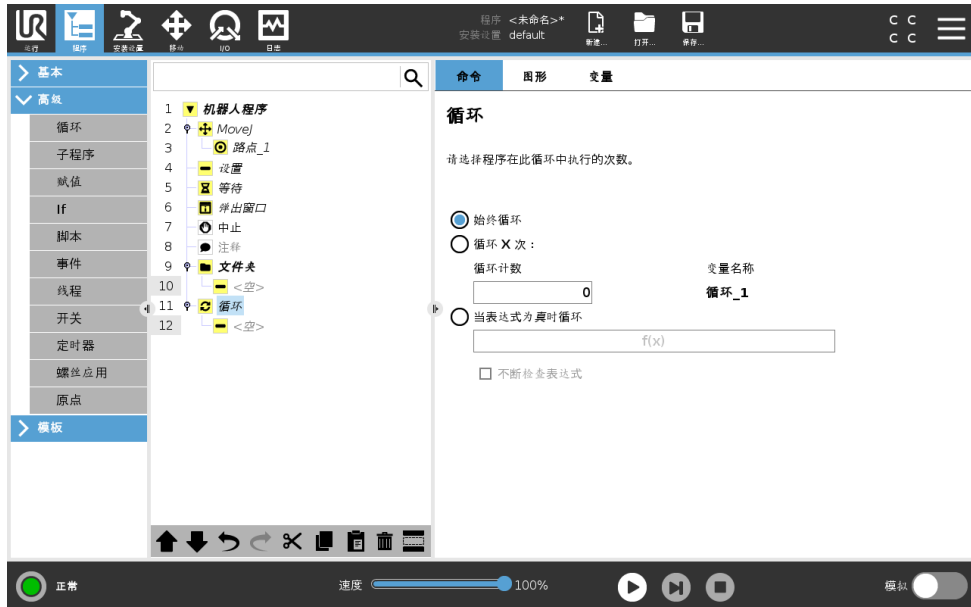 程序 <未命名>*
安装设置 default
C C
C C
运行 程序 安装设置 移动 I/O 日志 新建... 打开... 保存...
基本
高级
循环
子程序
赋值
If
脚本
事件
线程
开关
定时器
螺丝应用
原点
模板
1 机器人程序
2 MoveJ
3 路点_1
4 设置
5 等待
6 弹出窗口
7 中止
8 注释
9 文件夹
10 <空>
11 循环
12 <空>
命令 图形 变量
循环
请选择程序在此循环中执行的次数。
始终循环
循环 X 次：
循环计数 变量名称
0 循环_1
当表达式为真时循环
f(x)
不断检查表达式
正常 速度 100% 模拟